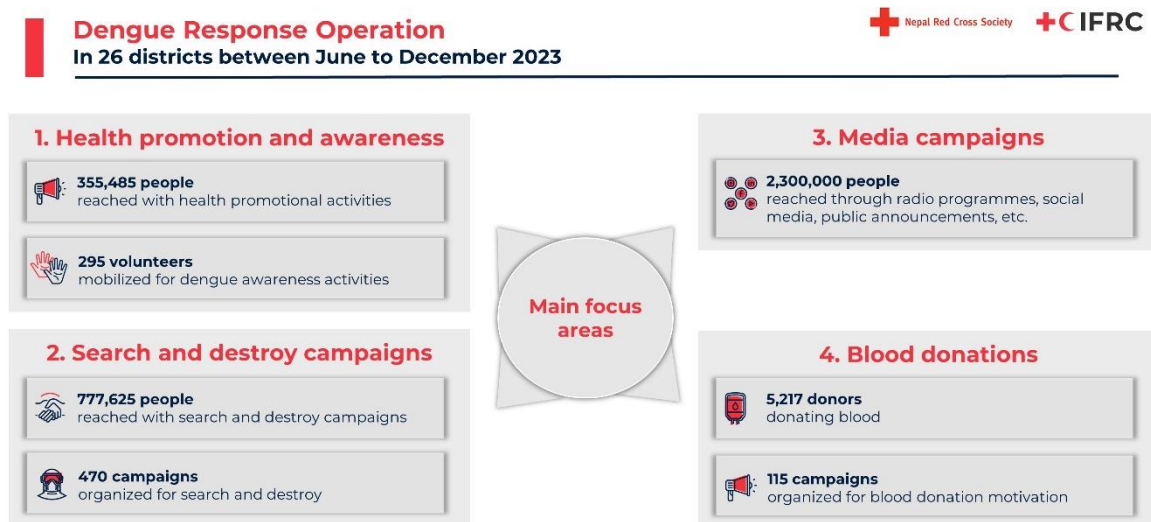 Dengue Response Operation
In 26 districts between June to December 2023
Nepal Red Cross Society
IFRC
1. Health promotion and awareness
355,485 people
reached with health promotional activities
295 volunteers
mobilized for dengue awareness activities
2. Search and destroy campaigns
777,625 people
reached with search and destroy campaigns
470 campaigns
organized for search and destroy
Main focus
areas
3. Media campaigns
2,300,000 people
reached through radio programmes, social
media, public announcements, etc.
4. Blood donations
5,217 donors
donating blood
115 campaigns
organized for blood donation motivation